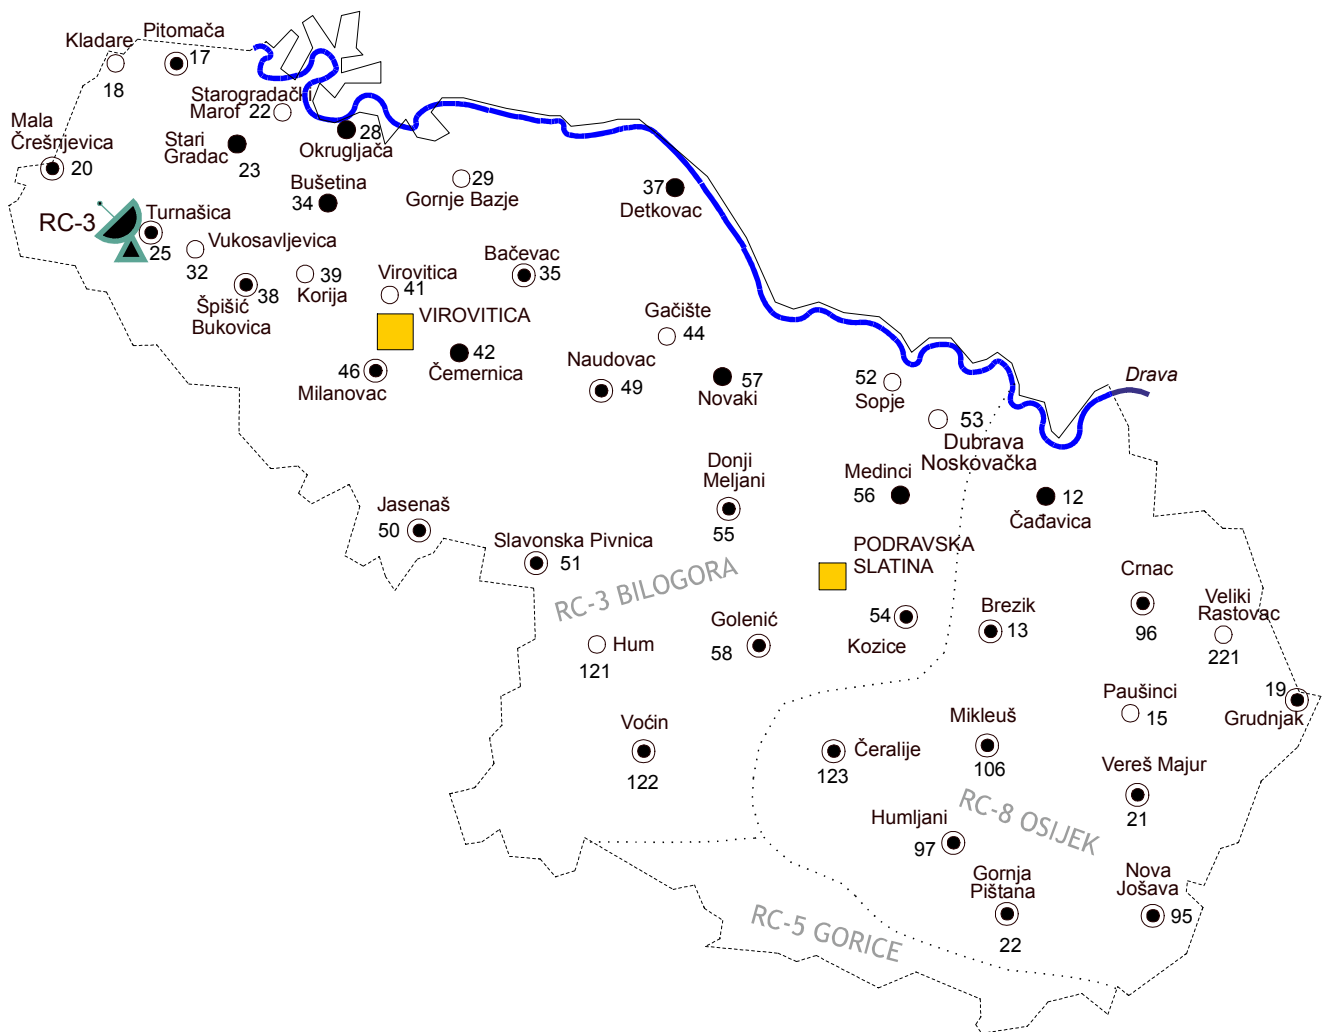 Pitomača
17
Kladare
18
Starogradački
Marof 22
Mala
Črešnjevica
20
Stari
Gradac
23
28
Okrugljača
Bušetina
34
29
Gornje Bazje
37
Detkovac
RC-3
Turnašica
25
Vukosavljevica
32
38
Špišić
Bukovica
39
Korija
Virovitica
41
VIROVITICA
Bačevac
35
Gačište
44
42
Čemernica
46
Milanovac
Naudovac
49
57
Novaki
52
Sopje
53
Dubrava
Noskovačka
Drava
Donji
Meljani
55
Medinci
56
12
Čađavica
Jasenaš
50
Slavonska Pivnica
51
PODRAVSKA
SLATINA
RC-3 BILOGORA
Crnac
96
Veliki
Rastovac
221
Brezik
13
54
Kozice
Golenić
58
Hum
121
Paušinci
15
19
Grudnjak
Voćin
122
Čeralije
123
Mikleuš
106
Vereš Majur
21
RC-8 OSIJEK
Humljani
97
Gornja
Pištana
22
Nova
Jošava
95
RC-5 GORICE